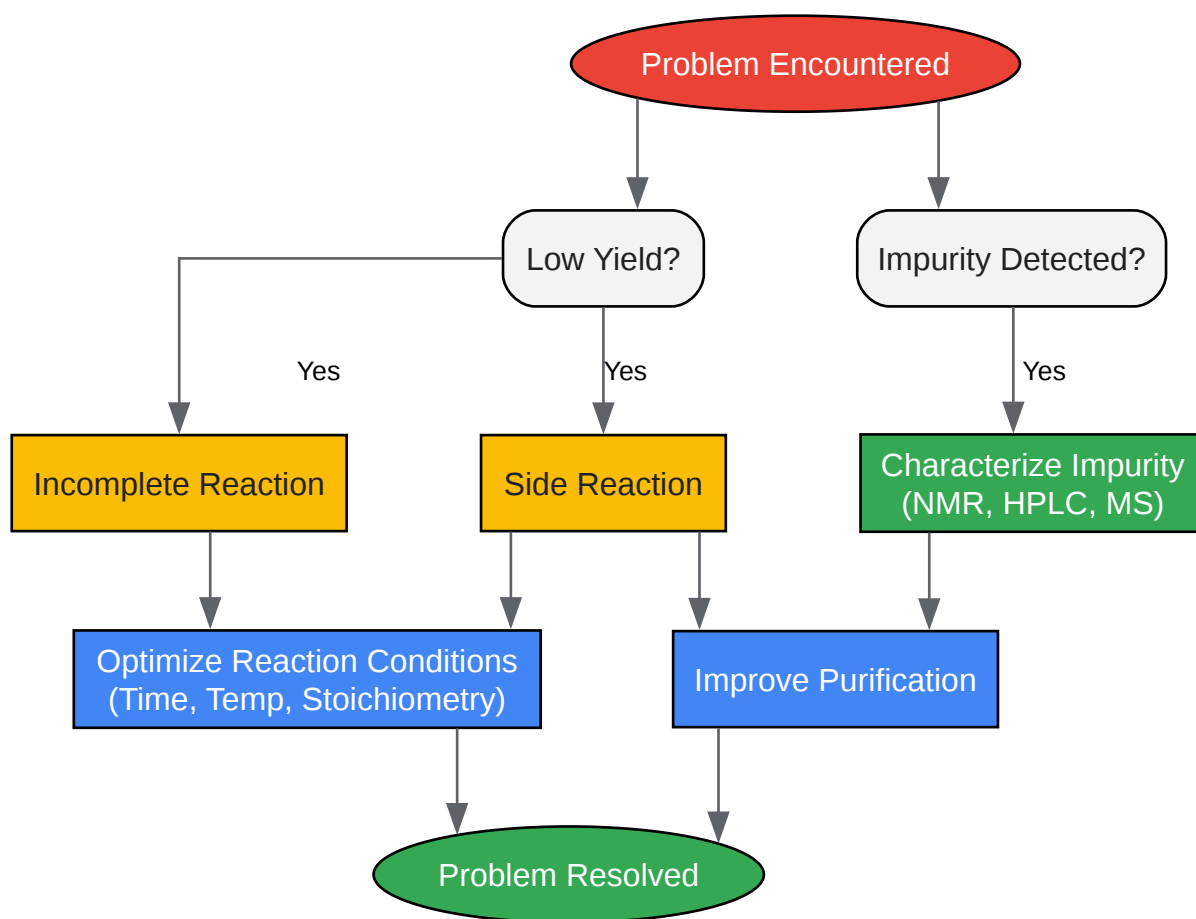 Problem Encountered
Low Yield?
Impurity Detected?
Yes
Yes
Yes
Incomplete Reaction
Side Reaction
Characterize Impurity
(NMR, HPLC, MS)
Optimize Reaction Conditions
(Time, Temp, Stoichiometry)
Improve Purification
Problem Resolved